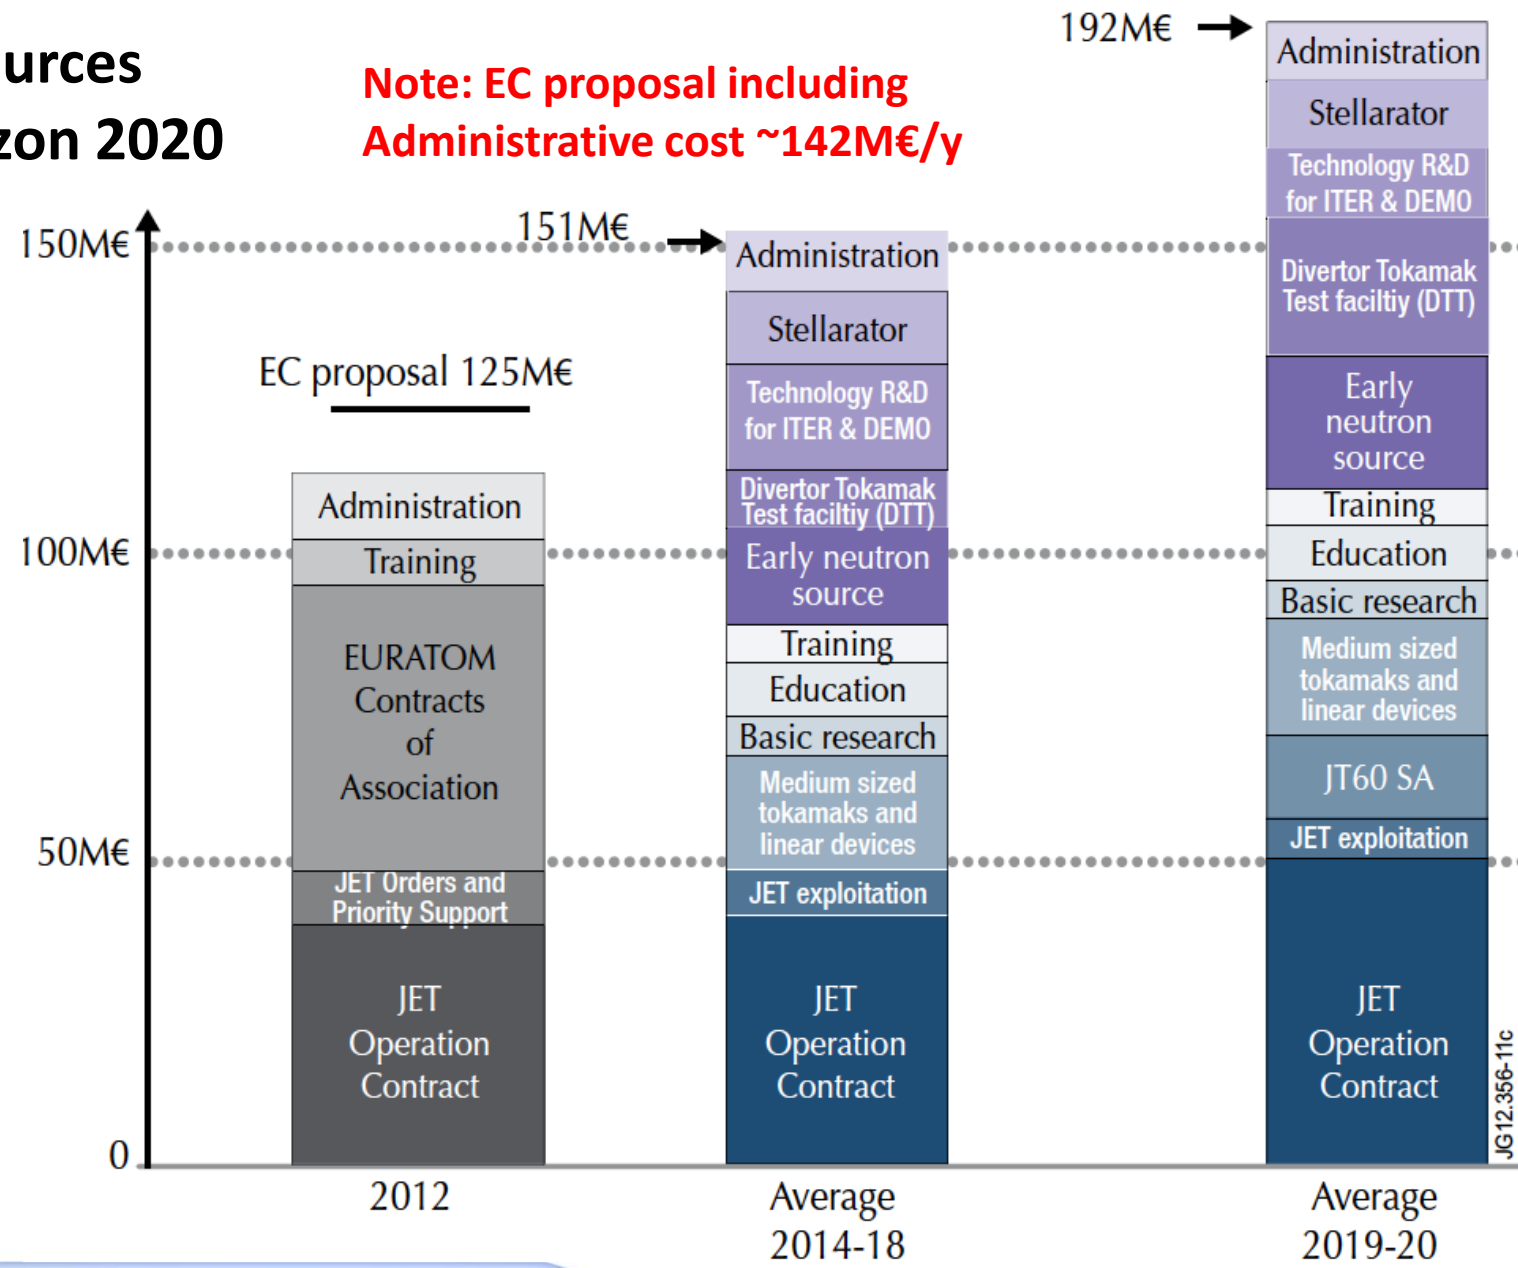 urces
zon 2020
Note: EC proposal including
Administrative cost ~142M€/y
192M€
151M€
EC proposal 125M€
150M€
100M€
50M€
0
Administration
Training
EURATOM
Contracts
of
Association
JET Orders and
Priority Support
JET
Operation
Contract
2012
Administration
Stellarator
Technology R&D
for ITER & DEMO
Divertor Tokamak
Test faciltiy (DTT)
Early neutron
source
Training
Education
Basic research
Medium sized
tokamaks and
linear devices
JET exploitation
JET
Operation
Contract
Average
2014-18
Administration
Stellarator
Technology R&D
for ITER & DEMO
Divertor Tokamak
Test faciltiy (DTT)
Early
neutron
source
Training
Education
Basic research
Medium sized
tokamaks and
linear devices
JT60 SA
JET exploitation
JET
Operation
Contract
Average
2019-20
JG12.356-11c